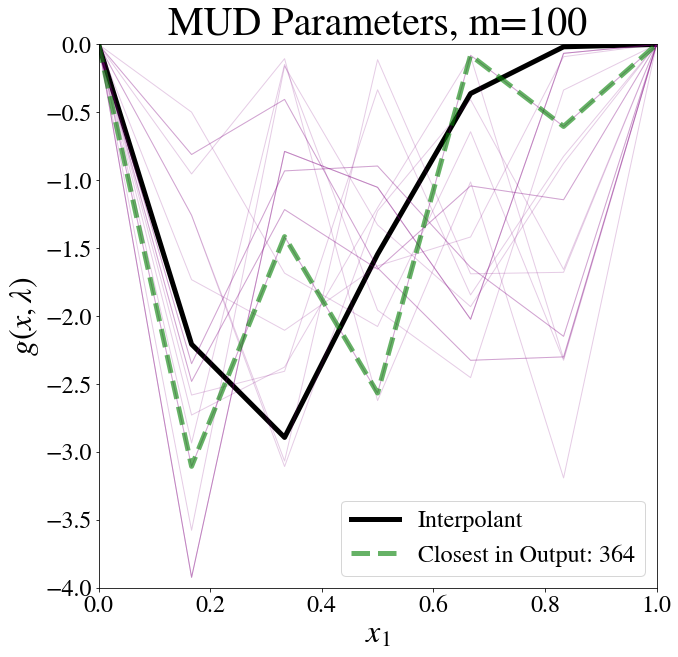 MUD Parameters, m=100
0.0
−0.5
−1.0
−1.5
−2.0
−2.5
−3.0
−3.5
−4.0
g(x, λ)
Interpolant
Closest in Output: 364
0.0 0.2 0.4 0.6 0.8 1.0
x₁